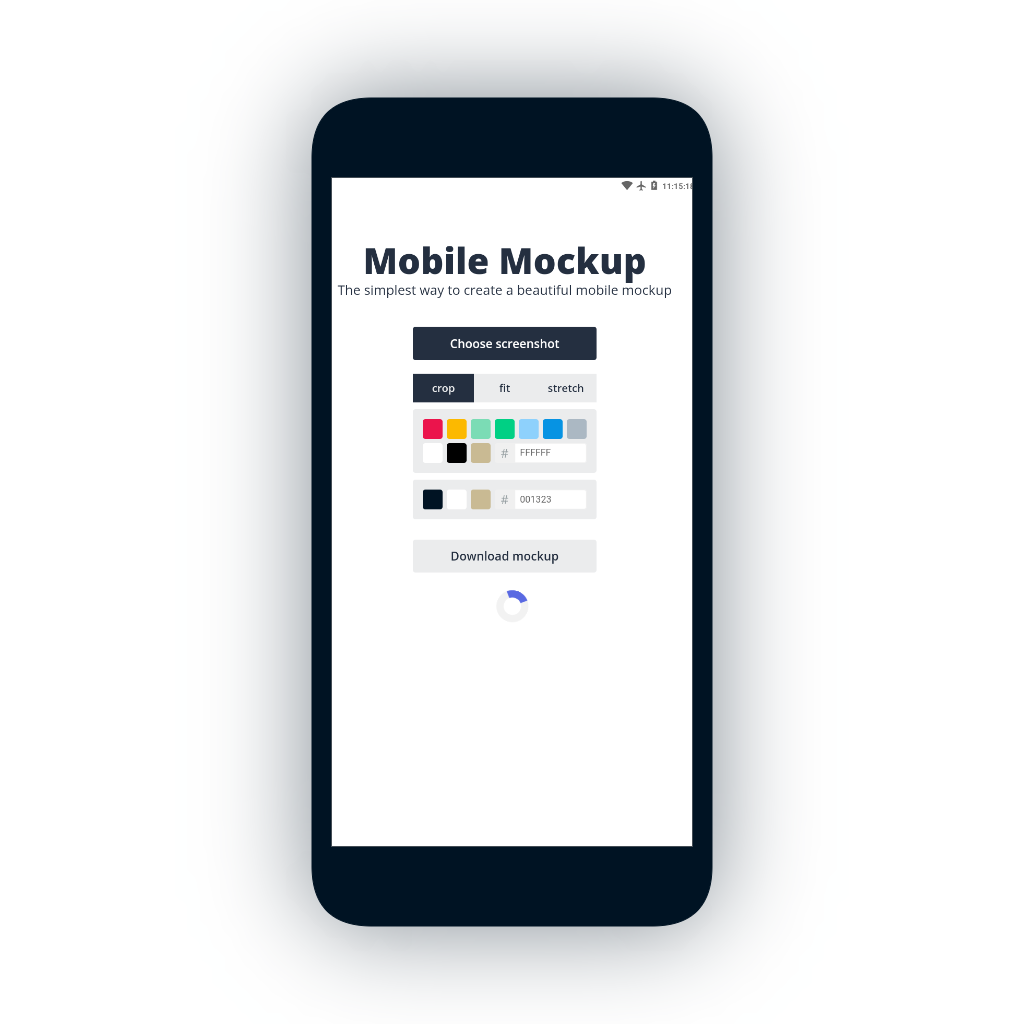 11:15:18
Mobile Mockup
The simplest way to create a beautiful mobile mockup
Choose screenshot
crop fit stretch
# FFFFFF
# 001323
Download mockup